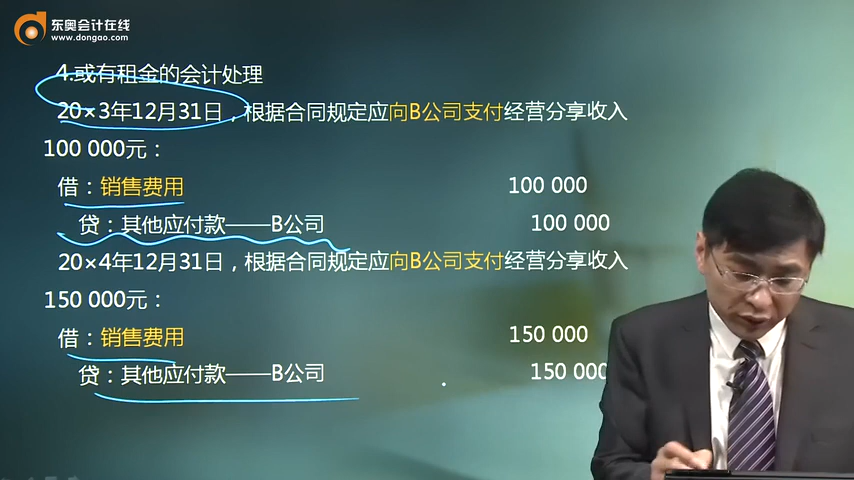 东奥会计在线
www.dongao.com
4.或有租金的会计处理
20×3年12月31日，根据合同规定应向B公司支付经营分享收入
100 000元：
借：销售费用 100 000
贷：其他应付款——B公司 100 000
20×4年12月31日，根据合同规定应向B公司支付经营分享收入
150 000元：
借：销售费用 150 000
贷：其他应付款——B公司 150 000